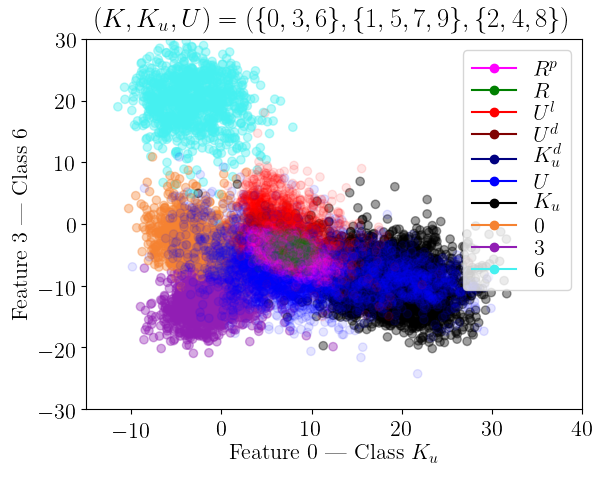 (K, K_u, U) = ({0, 3, 6}, {1, 5, 7, 9}, {2, 4, 8})
30
20
10
0
−10
−20
−30
Feature 3 — Class 6
R^p
R
U^l
U^d
K_u^d
U
K_u
0
3
6
−10 0 10 20 30 40
Feature 0 — Class K_u